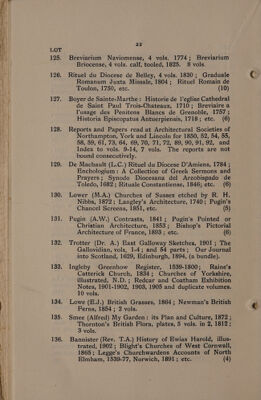 22
LOT
125. Breviarium Naviomense, 4 vols. 1774; Breviarium
Briocense, 4 vols. calf, tooled, 1825. 8 vols.
126. Rituel du Diocese de Belley, 4 vols. 1830; Graduale
Romanum Juxta Missale, 1804; Rituel Romain de
Toulon, 1750, etc. (10)
127. Boyer de Sainte-Marthe: Historie de l'eglise Cathedral
de Saint Paul Trois-Chateaux, 1710; Breviaire a
l'usage des Penitens Blancs de Grenoble, 1757;
Historia Episcopatus Antuerpiensis, 1718; etc. (6)
128. Reports and Papers read at Architectural Societies of
Northampton, York and Lincoln for 1850, 52, 54, 55,
58, 59, 61, 73, 64, 69, 70, 71, 72, 89, 90, 91, 92, and
Index to vols. 9-14, 7 vols. The reports are not
bound consecutively.
129. De Machault (L.C.) Rituel du Diocese D'Amiens, 1784;
Enchologium: A Collection of Greek Sermons and
Prayers; Synodo Diocesana del Arzobispado de
Toledo, 1682; Rituale Constantiense, 1846, etc. (6)
130. Lower (M.A.) Churches of Sussex etched by R. H.
Nibbs, 1872; Langley's Architecture, 1740; Pugin's
Chancel Screens, 1851, etc. (5)
131. Pugin (A.W.) Contrasts, 1841; Pugin's Pointed or
Christian Architecture, 1853; Bishop's Pictorial
Architecture of France, 1893; etc. (6)
132. Trotter (Dr. A.) East Galloway Sketches, 1901; The
Gallovidian, vols, 1-4; and 54 parts; Our Journal
into Scotland, 1629, Edinburgh, 1894, (a bundle).
133. Ingleby Greenhow Register, 1539-1800; Raine's
Catterick Church, 1834; Churches of Yorkshire,
illustrated, N.D.; Redcar and Coatham Exhibition
Notes, 1901-1902, 1903, 1905 and duplicate volumes.
10 vols.
134. Lowe (E.J.) British Grasses, 1864; Newman's British
Ferns, 1854; 2 vols.
135. Smee (Alfred) My Garden: its Plan and Culture, 1872;
Thornton's British Flora, plates, 5 vols. in 2, 1812;
3 vols.
136. Bannister (Rev. T.A.) History of Ewias Harold, illus-
trated, 1902; Blight's Churches of West Cornwall,
1865; Legge's Churchwardens Accounts of North
Elmham, 1539-77, Norwich, 1891; etc. (4)